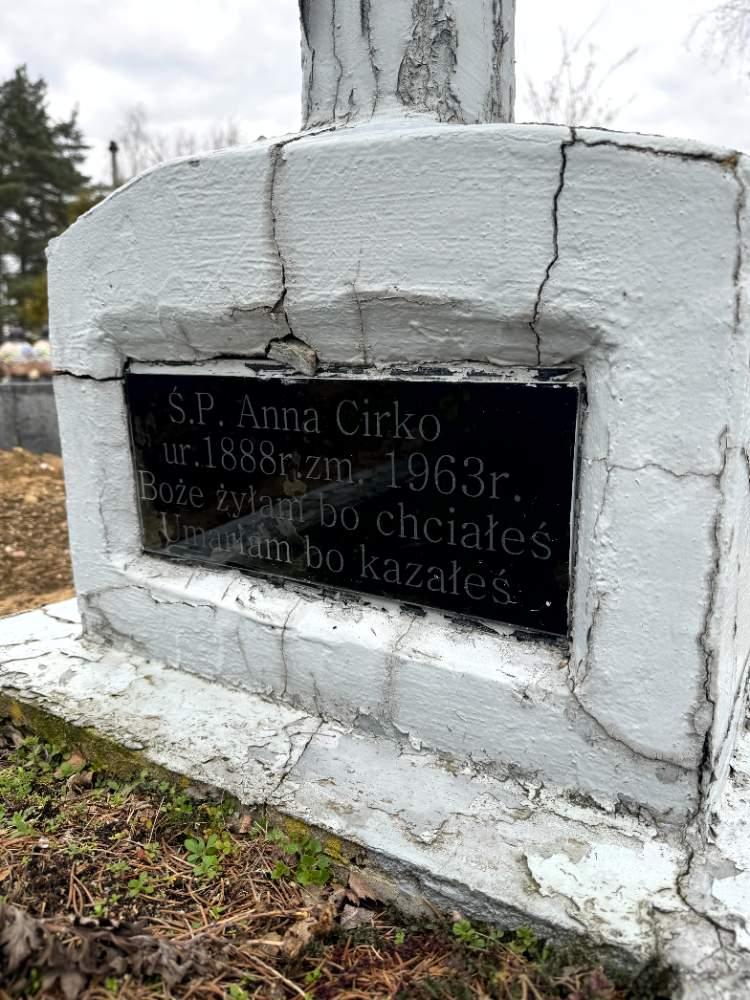 Ś.P. Anna Cirko
ur.1888r.zm. 1963r.
Boże żyłam bo chciałeś
Umarłam bo kazałeś